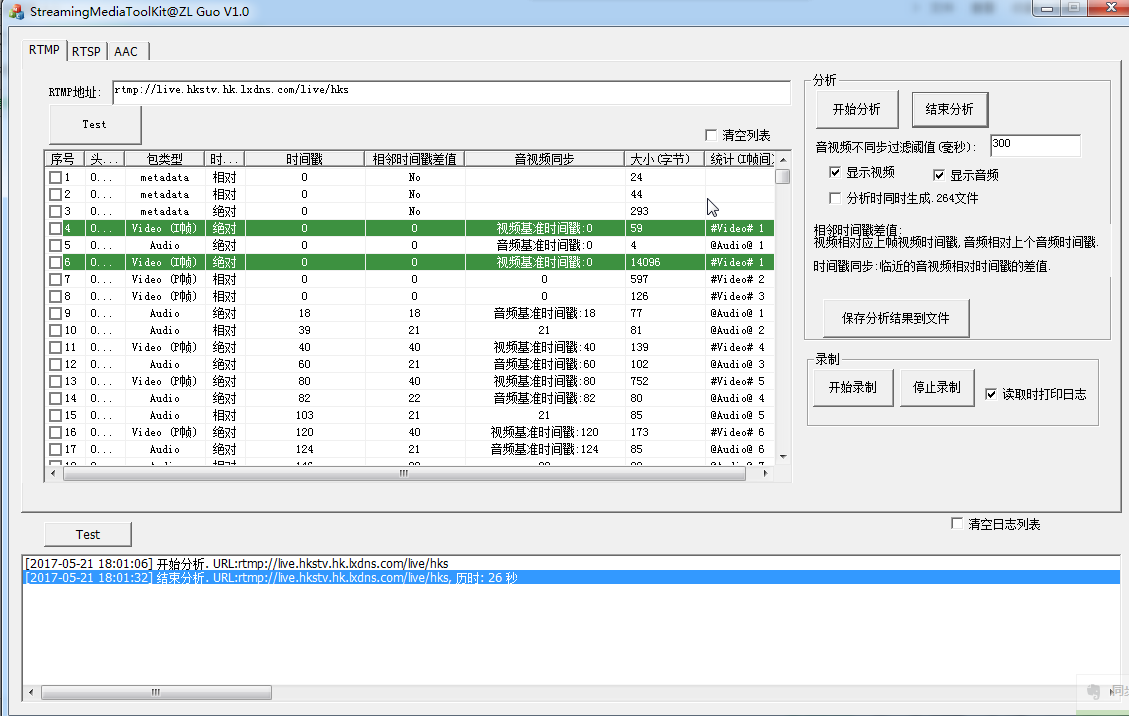 StreamingMediaToolKit@ZL Guo V1.0
RTMP RTSP AAC
RTMP地址: rtmp://live.hkstv.hk.lxdns.com/live/hks
Test
清空列表
序号 头... 包类型 时... 时间戳 相邻时间戳差值 音视频同步 大小(字节) 统计(I帧间
1 0... metadata 相对 0 No 24
2 0... metadata 相对 0 No 44
3 0... metadata 绝对 0 No 293
4 0... Video (I帧) 绝对 0 0 视频基准时间戳:0 59 #Video# 1
5 0... Audio 绝对 0 0 音频基准时间戳:0 4 @Audio@ 1
6 0... Video (I帧) 绝对 0 0 视频基准时间戳:0 14096 #Video# 1
7 0... Video (P帧) 相对 0 0 0 597 #Video# 2
8 0... Video (P帧) 相对 0 0 0 126 #Video# 3
9 0... Audio 绝对 18 18 音频基准时间戳:18 77 @Audio@ 1
10 0... Audio 相对 39 21 21 81 @Audio@ 2
11 0... Video (P帧) 绝对 40 40 视频基准时间戳:40 139 #Video# 4
12 0... Audio 绝对 60 21 音频基准时间戳:60 102 @Audio@ 3
13 0... Video (P帧) 绝对 80 40 视频基准时间戳:80 752 #Video# 5
14 0... Audio 绝对 82 22 音频基准时间戳:82 80 @Audio@ 4
15 0... Audio 相对 103 21 21 85 @Audio@ 5
16 0... Video (P帧) 绝对 120 40 视频基准时间戳:120 173 #Video# 6
17 0... Audio 绝对 124 21 音频基准时间戳:124 85 @Audio@ 6
分析
开始分析 结束分析
音视频不同步过滤阈值(毫秒): 300
显示视频 显示音频
分析时同时生成.264文件
相邻时间戳差值:
视频相对应上帧视频时间戳,音频相对上个音频时间戳.
时间戳同步:临近的音视频相对时间戳的差值.
保存分析结果到文件
录制
开始录制 停止录制 读取时打印日志
Test
清空日志列表
[2017-05-21 18:01:06] 开始分析. URL:rtmp://live.hkstv.hk.lxdns.com/live/hks
[2017-05-21 18:01:32] 结束分析. URL:rtmp://live.hkstv.hk.lxdns.com/live/hks, 历时: 26 秒